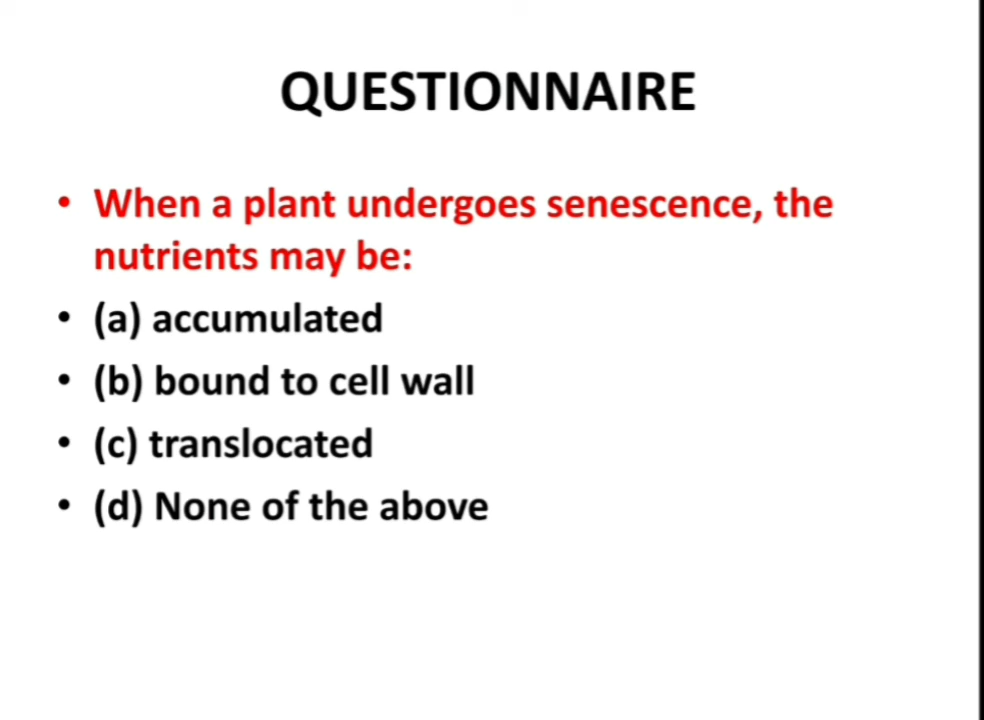 QUESTIONNAIRE
• When a plant undergoes senescence, the
nutrients may be:
• (a) accumulated
• (b) bound to cell wall
• (c) translocated
• (d) None of the above